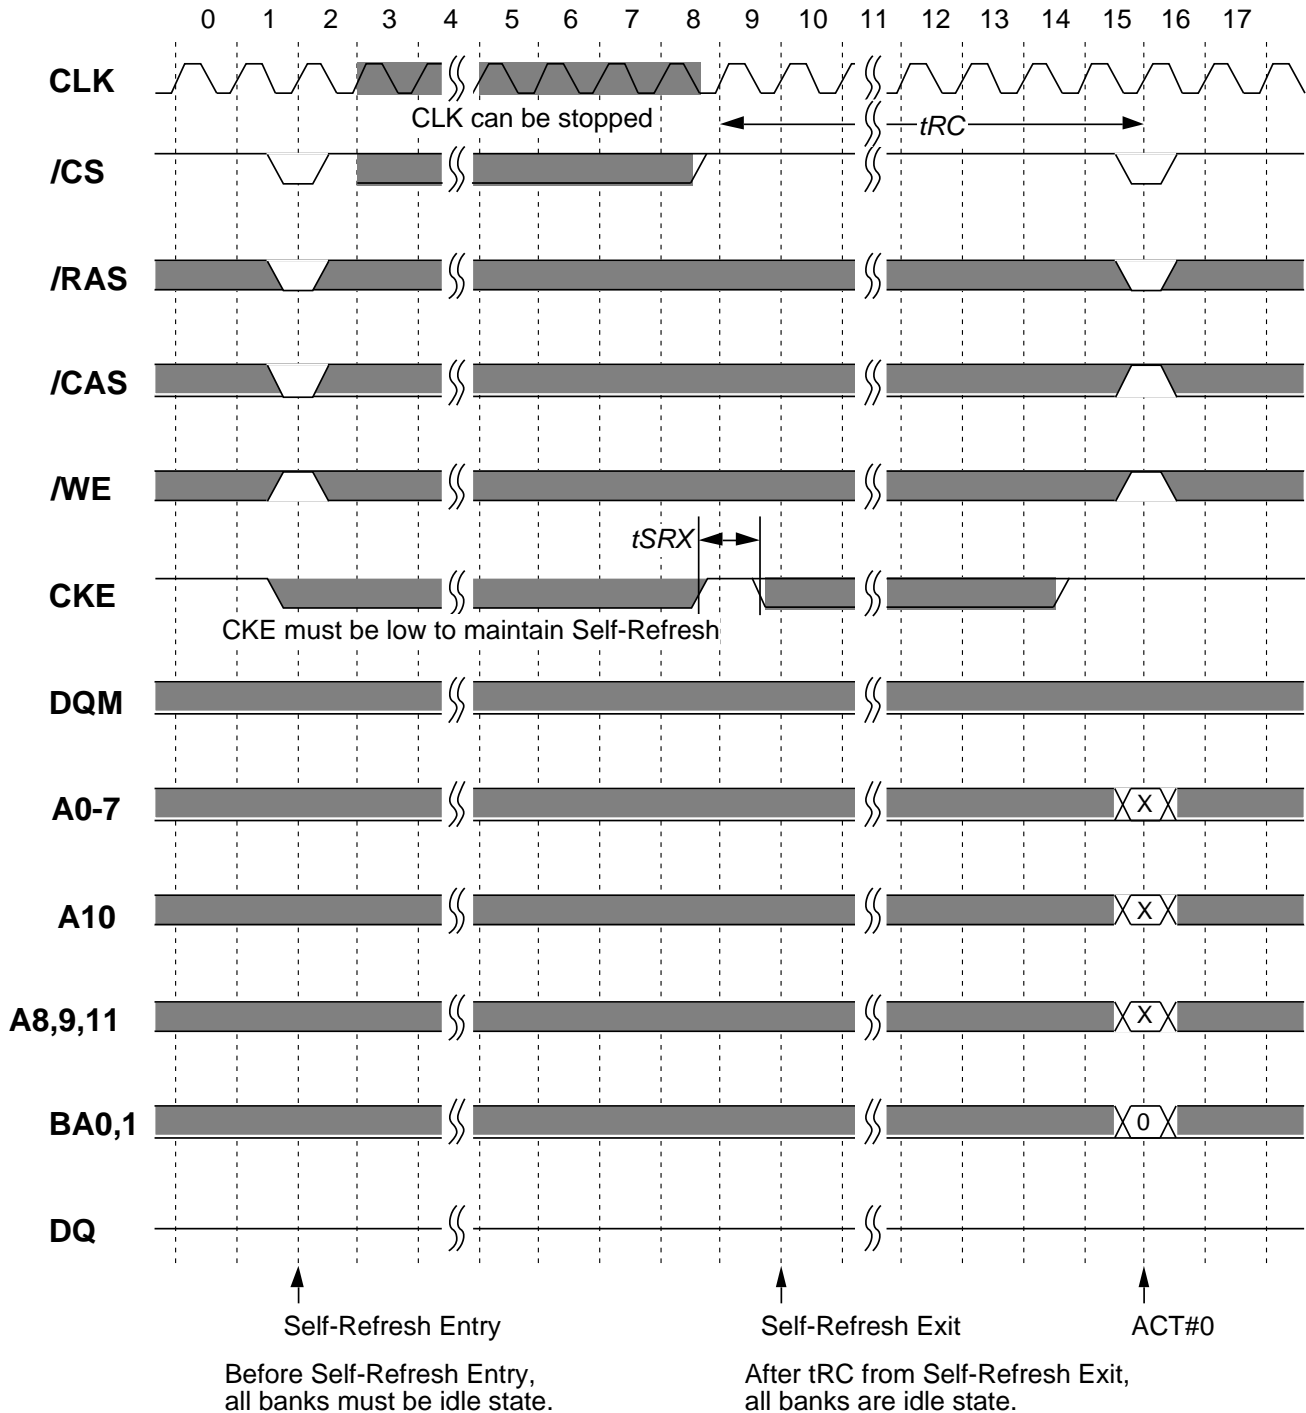 0 1 2 3 4 5 6 7 8 9 10 11 12 13 14 15 16 17
CLK
CLK can be stopped
tRC
/CS
/RAS
/CAS
/WE
tSRX
CKE
CKE must be low to maintain Self-Refresh
DQM
A0-7
X
A10
X
A8,9,11
X
BA0,1
0
DQ
Self-Refresh Entry
Self-Refresh Exit
ACT#0
Before Self-Refresh Entry,
all banks must be idle state.
After tRC from Self-Refresh Exit,
all banks are idle state.